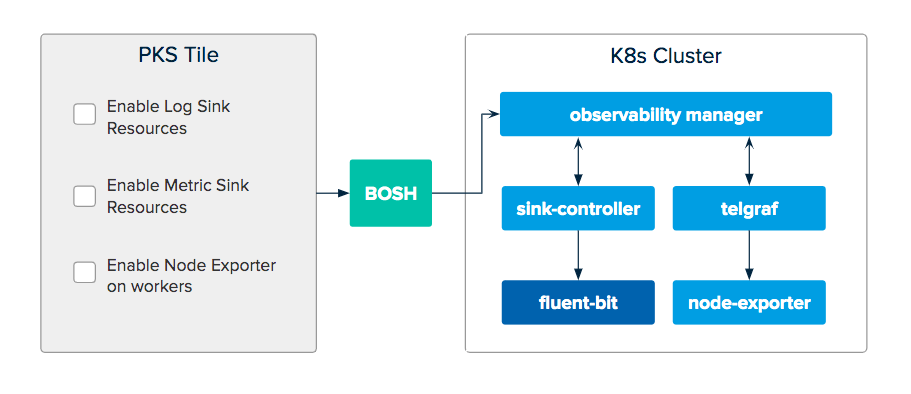 PKS Tile
Enable Log Sink
Resources
Enable Metric Sink
Resources
Enable Node Exporter
on workers
BOSH
K8s Cluster
observability manager
sink-controller
telgraf
fluent-bit
node-exporter